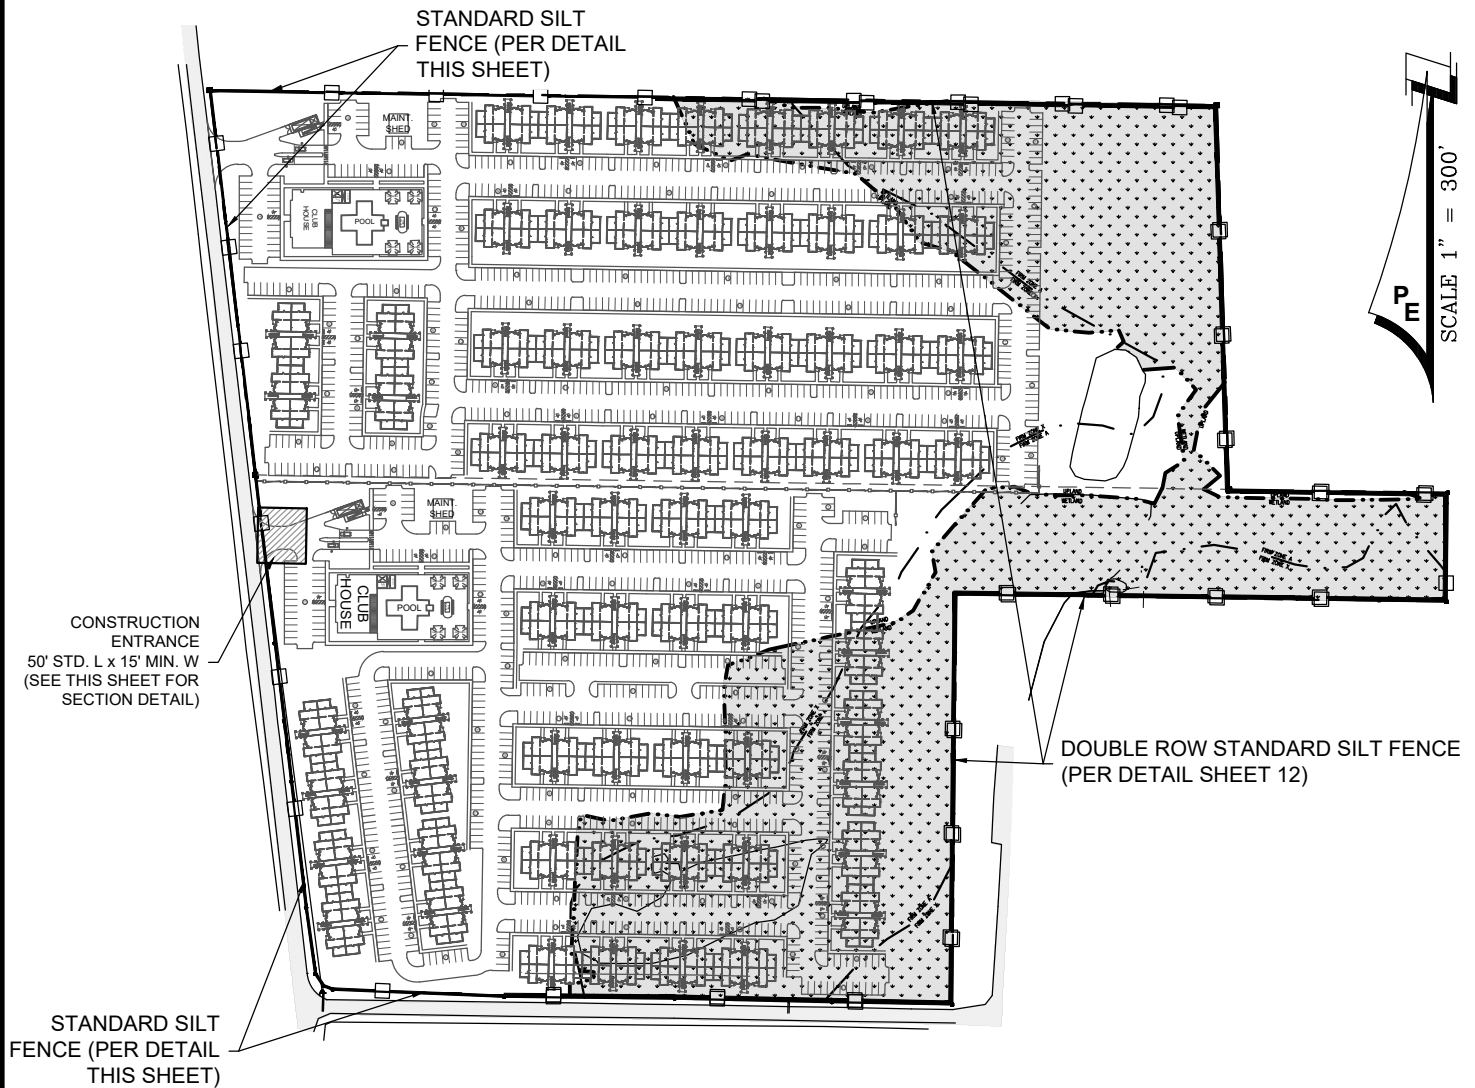 STANDARD SILT
FENCE (PER DETAIL
THIS SHEET)
MAINT.
SHED
CLUB
HOUSE
POOL
P
E
SCALE 1" = 300'
MAINT.
SHED
CLUB
HOUSE
POOL
CONSTRUCTION
ENTRANCE
50' STD. L x 15' MIN. W
(SEE THIS SHEET FOR
SECTION DETAIL)
DOUBLE ROW STANDARD SILT FENCE
(PER DETAIL SHEET 12)
STANDARD SILT
FENCE (PER DETAIL
THIS SHEET)